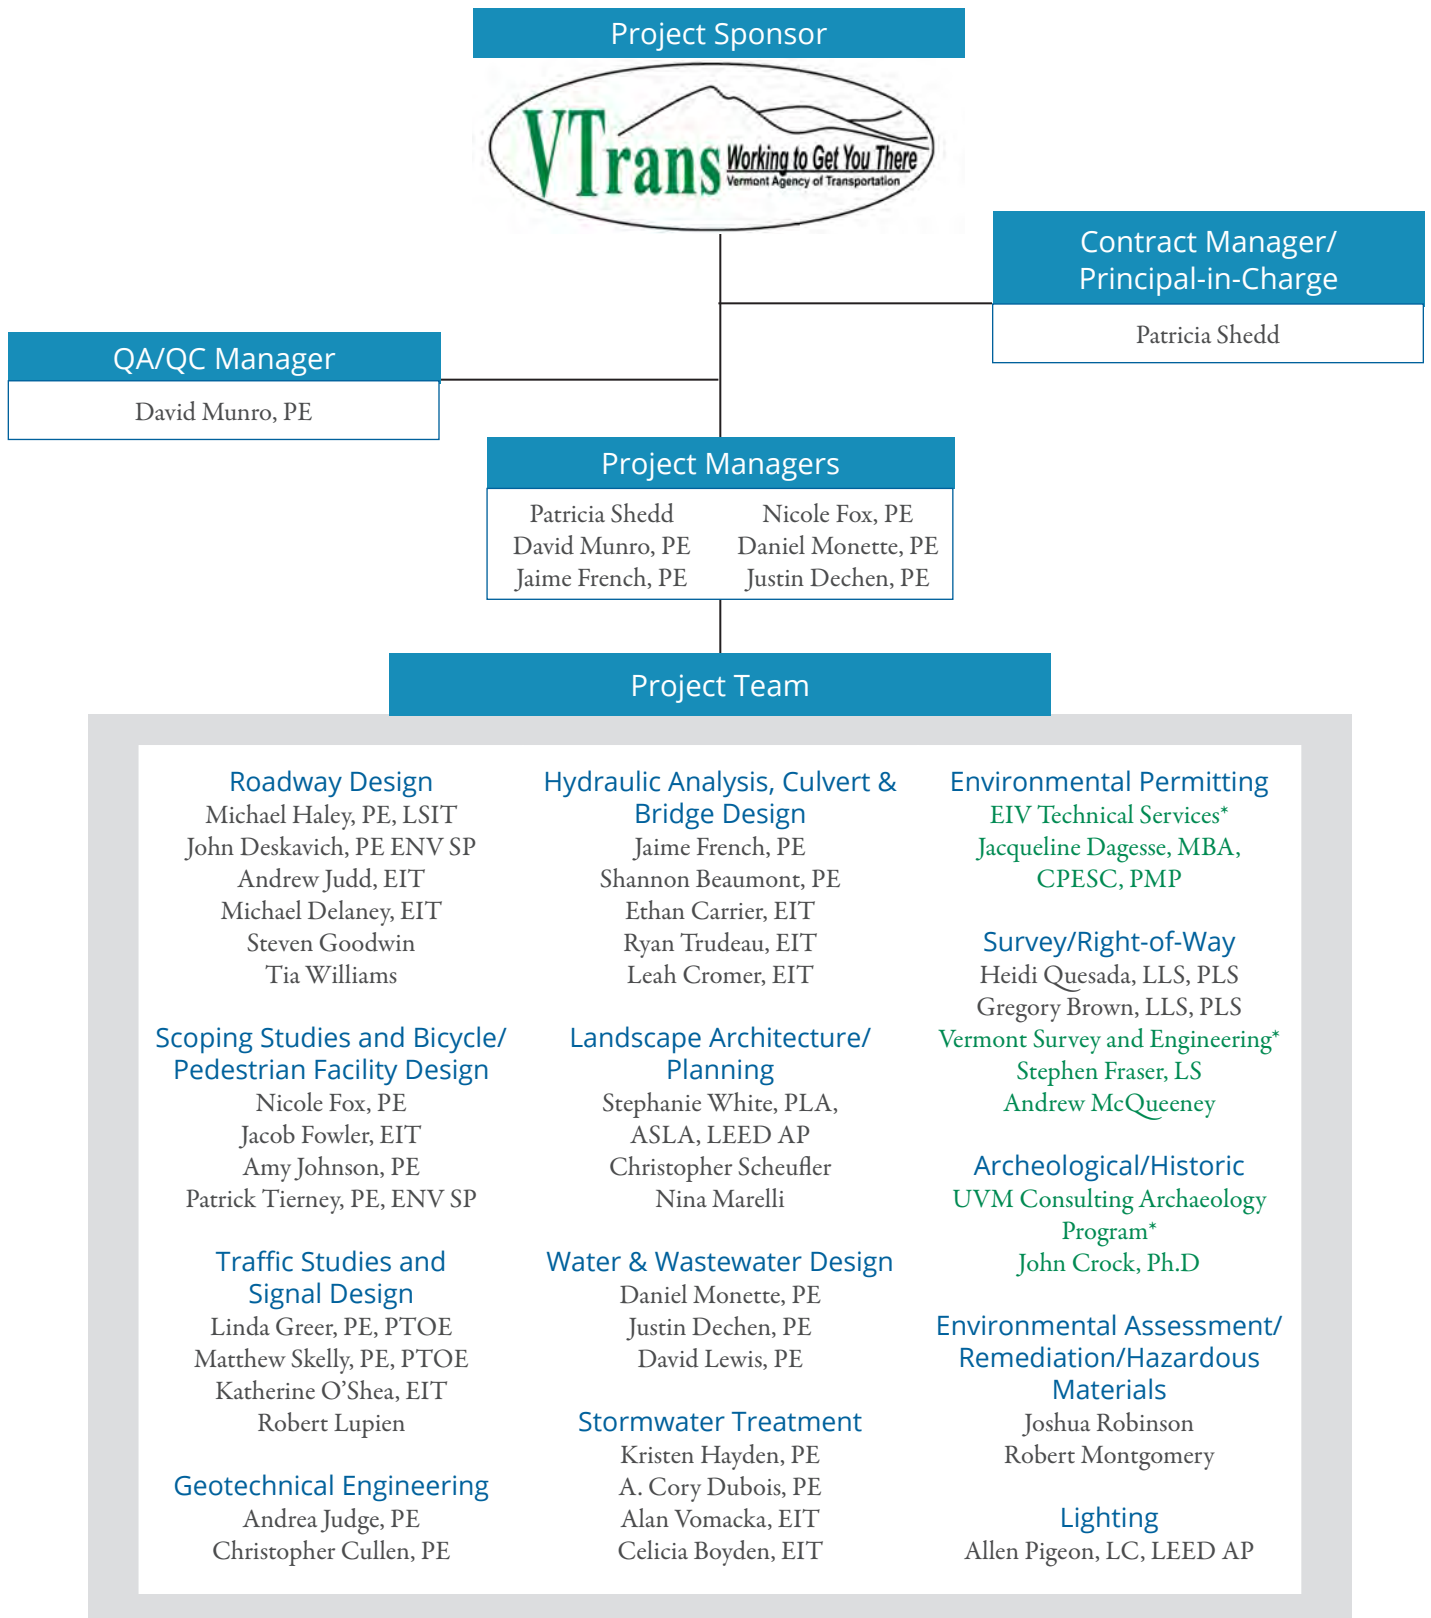 Project Sponsor
VTrans Working to Get You There
Vermont Agency of Transportation
Contract Manager/
Principal-in-Charge
Patricia Shedd
QA/QC Manager
David Munro, PE
Project Managers
Patricia Shedd
David Munro, PE
Jaime French, PE
Nicole Fox, PE
Daniel Monette, PE
Justin Dechen, PE
Project Team
Roadway Design
Michael Haley, PE, LSIT
John Deskavich, PE ENV SP
Andrew Judd, EIT
Michael Delaney, EIT
Steven Goodwin
Tia Williams
Scoping Studies and Bicycle/
Pedestrian Facility Design
Nicole Fox, PE
Jacob Fowler, EIT
Amy Johnson, PE
Patrick Tierney, PE, ENV SP
Traffic Studies and
Signal Design
Linda Greer, PE, PTOE
Matthew Skelly, PE, PTOE
Katherine O’Shea, EIT
Robert Lupien
Geotechnical Engineering
Andrea Judge, PE
Christopher Cullen, PE
Hydraulic Analysis, Culvert &
Bridge Design
Jaime French, PE
Shannon Beaumont, PE
Ethan Carrier, EIT
Ryan Trudeau, EIT
Leah Cromer, EIT
Landscape Architecture/
Planning
Stephanie White, PLA,
ASLA, LEED AP
Christopher Scheufler
Nina Marelli
Water & Wastewater Design
Daniel Monette, PE
Justin Dechen, PE
David Lewis, PE
Stormwater Treatment
Kristen Hayden, PE
A. Cory Dubois, PE
Alan Vomacka, EIT
Celicia Boyden, EIT
Environmental Permitting
EIV Technical Services*
Jacqueline Dagesse, MBA,
CPESC, PMP
Survey/Right-of-Way
Heidi Quesada, LLS, PLS
Gregory Brown, LLS, PLS
Vermont Survey and Engineering*
Stephen Fraser, LS
Andrew McQueeney
Archeological/Historic
UVM Consulting Archaeology
Program*
John Crock, Ph.D
Environmental Assessment/
Remediation/Hazardous
Materials
Joshua Robinson
Robert Montgomery
Lighting
Allen Pigeon, LC, LEED AP